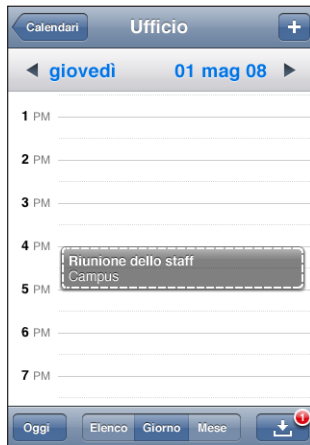 Calendari
Ufficio
+
giovedì 01 mag 08
1 PM
2 PM
3 PM
4 PM
Riunione dello staff
Campus
5 PM
6 PM
7 PM
Oggi
Elenco Giorno Mese
1